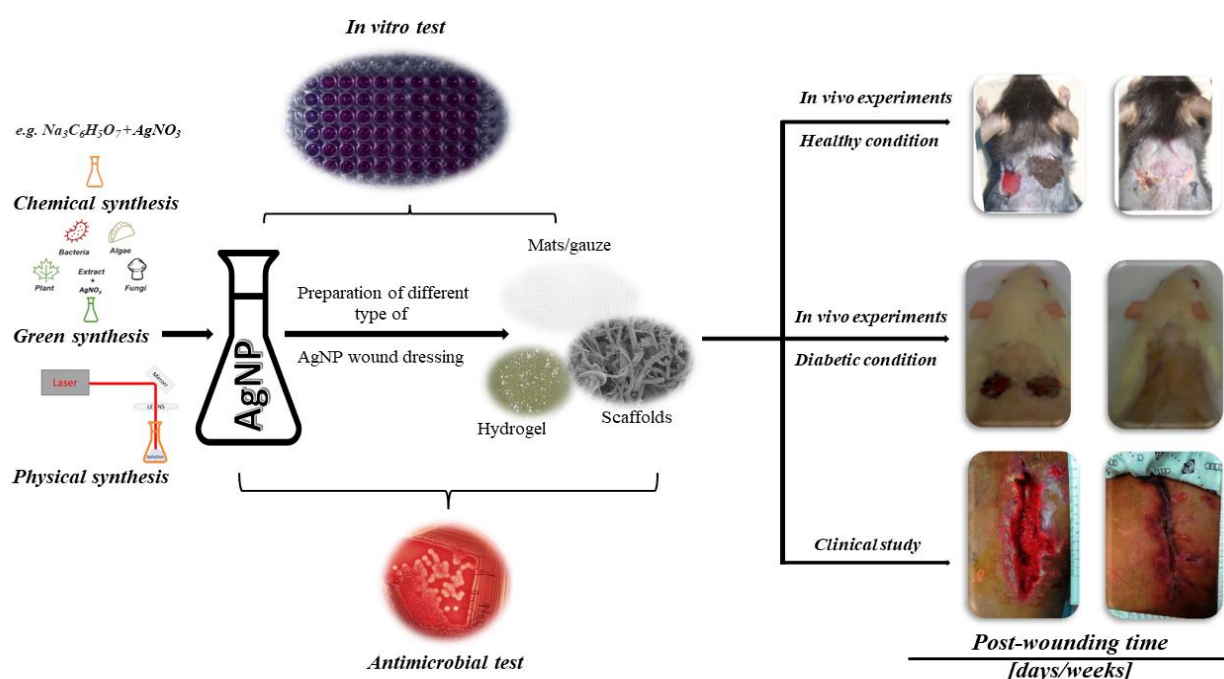 In vitro test
e.g. Na₃C₆H₅O₇+AgNO₃
Chemical synthesis
Bacteria
Algae
Plant
Extract
+
AgNO₃
Fungi
Green synthesis
Laser
Mirrorr
LENS
Solution
Physical synthesis
AgNP
Preparation of different
type of
AgNP wound dressing
Mats/gauze
Hydrogel
Scaffolds
Antimicrobial test
In vivo experiments
Healthy condition
In vivo experiments
Diabetic condition
Clinical study
Post-wounding time
[days/weeks]